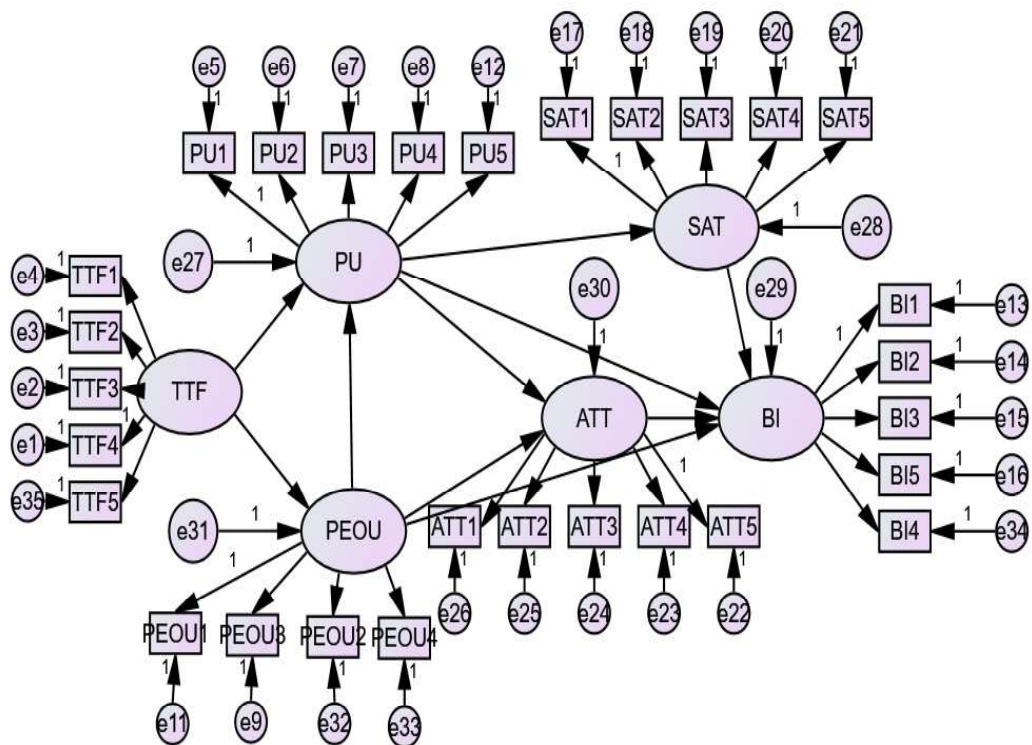 e17 e18 e19 e20 e21
1 1 1 1 1
e5 e6 e7 e8 e12
1 1 1 1 1
SAT1 SAT2 SAT3 SAT4 SAT5
1
PU1 PU2 PU3 PU4 PU5
1
SAT
1
e28
e27
1
PU
e30
e29
1
1
e4
1
TTF1
e3
1
TTF2
e2
1
TTF3
1
e1
1
TTF4
e35
1
TTF5
TTF
ATT
BI
1
BI1
1
e13
BI2
1
e14
BI3
1
e15
BI5
1
e16
BI4
1
e34
e31
1
PEOU
1
1
ATT1 ATT2 ATT3 ATT4 ATT5
1 1 1 1 1
e26 e25 e24 e23 e22
PEOU1 PEOU3 PEOU2 PEOU4
1 1 1 1
e11 e9 e32 e33